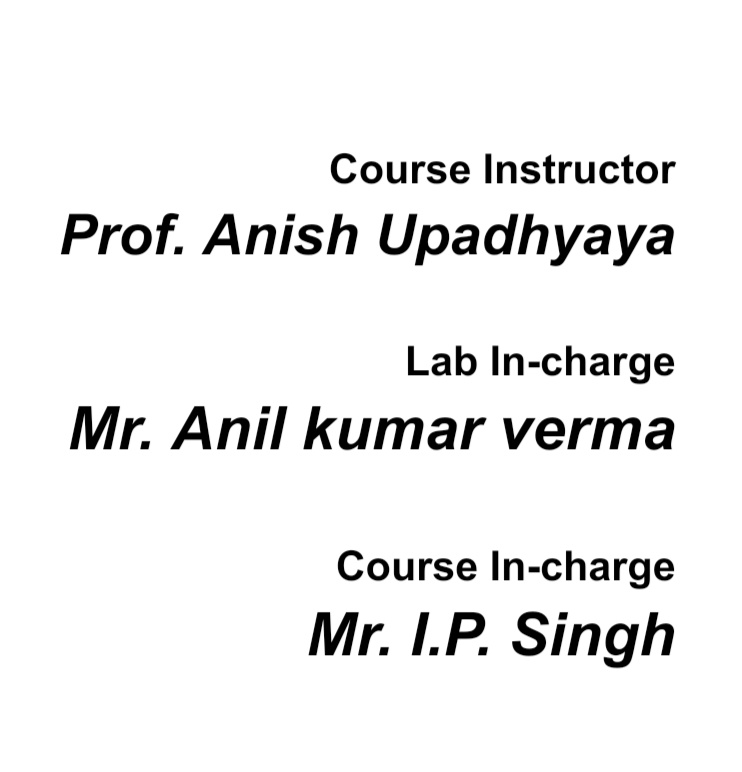 Course Instructor
Prof. Anish Upadhyaya
Lab In-charge
Mr. Anil kumar verma
Course In-charge
Mr. I.P. Singh